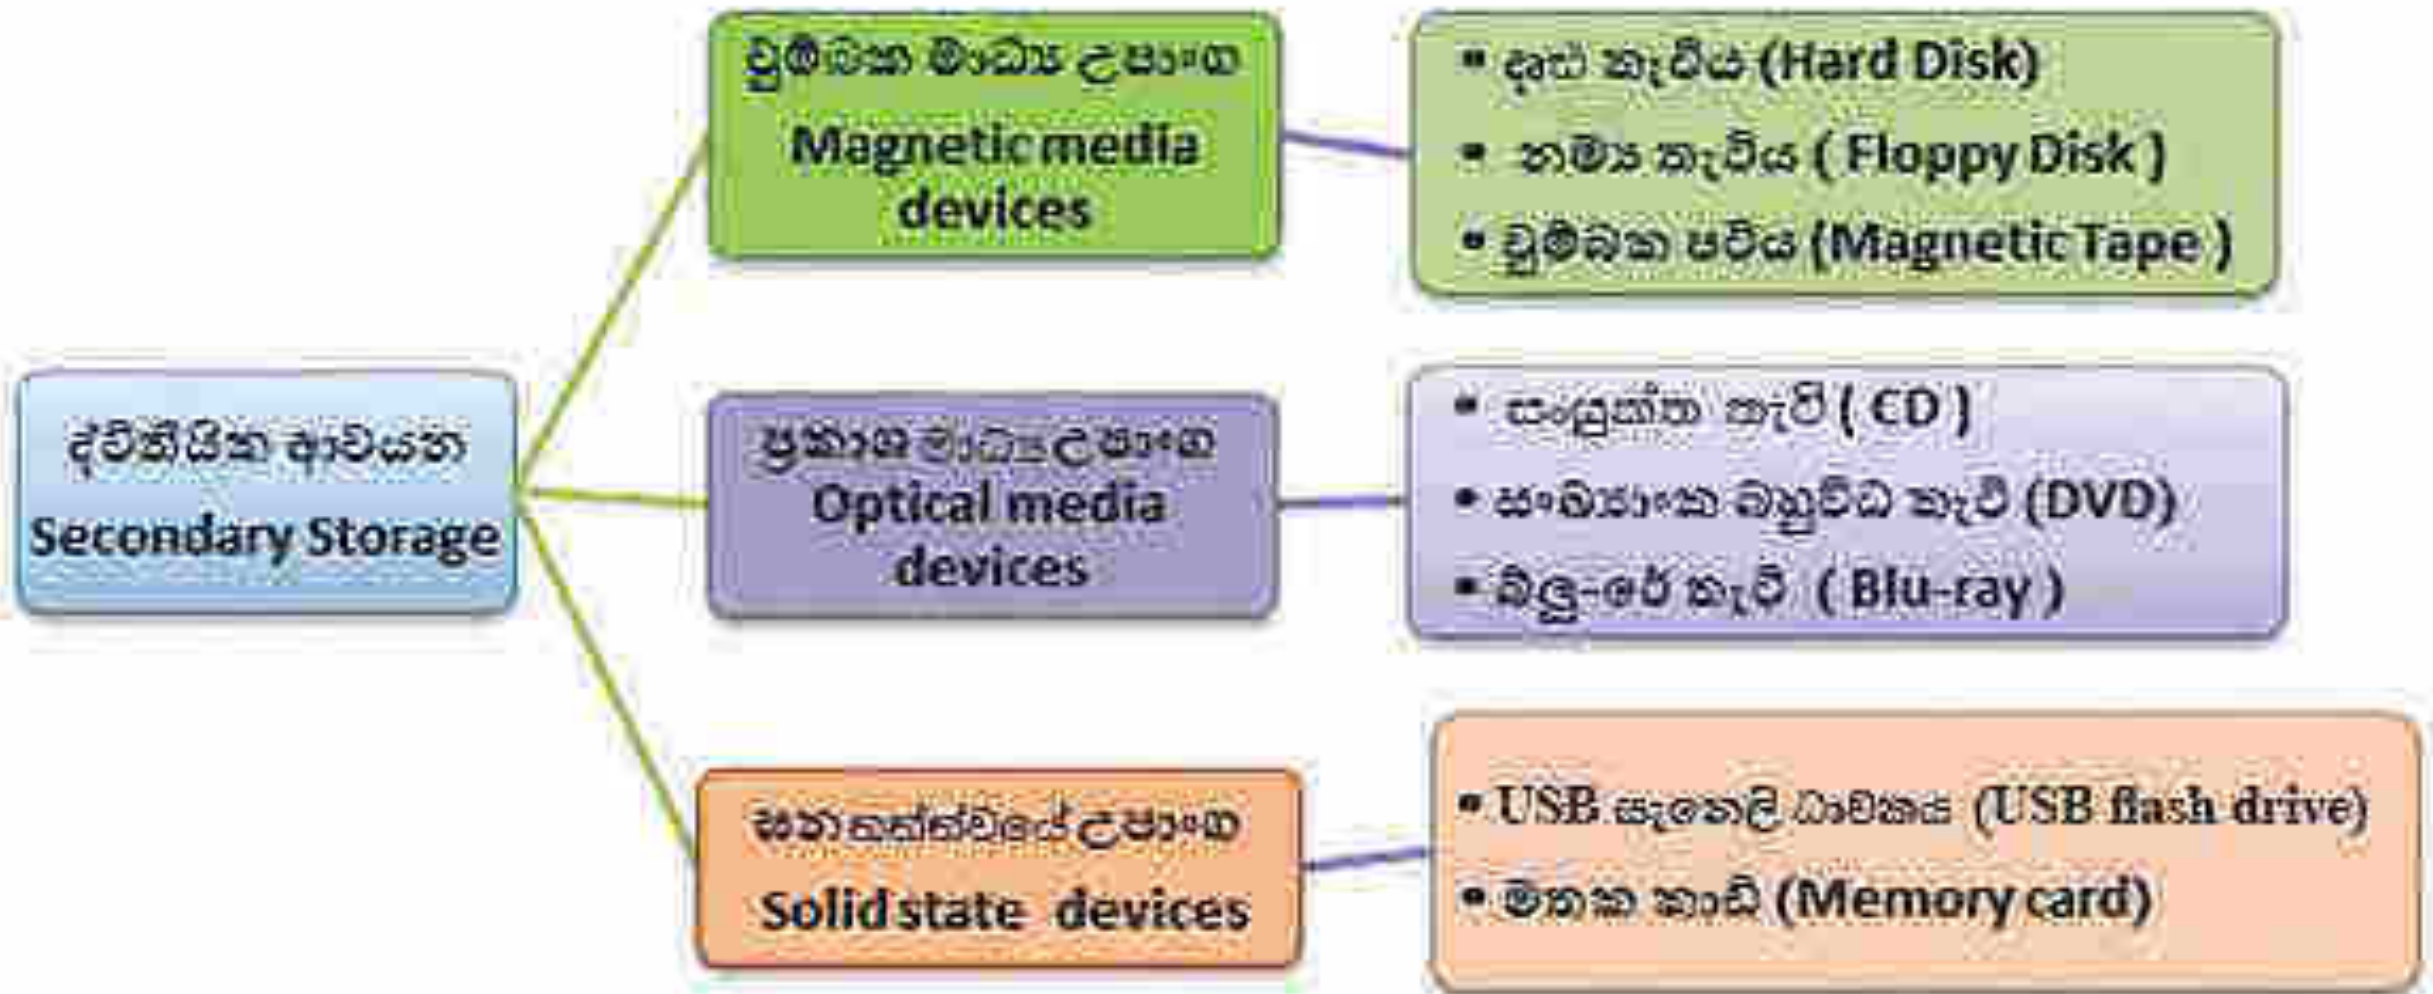 චුම්බක මාධ්‍ය උපාංග
Magnetic media
devices
▪ දෘඪ තැටිය (Hard Disk)
▪ නම්‍ය තැටිය ( Floppy Disk )
▪ චුම්බක පටිය (Magnetic Tape )
ද්විතීයික ආචයන
Secondary Storage
ප්‍රකාශ මාධ්‍ය උපාංග
Optical media
devices
▪ සංයුක්ත තැටි ( CD )
▪ සංඛ්‍යාංක බහුවිධ තැටි (DVD)
▪ බ්ලු-රේ තැටි ( Blu-ray )
ඝන තත්ත්වයේ උපාංග
Solid state devices
▪ USB සැනෙලි ධාවකය (USB flash drive)
▪ මතක කාඩ් (Memory card)